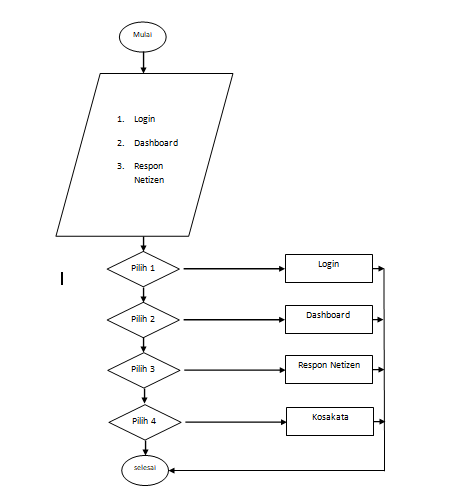 Mulai
1. Login
2. Dashboard
3. Respon
Netizen
Pilih 1
Login
Pilih 2
Dashboard
Pilih 3
Respon Netizen
Pilih 4
Kosakata
selesai